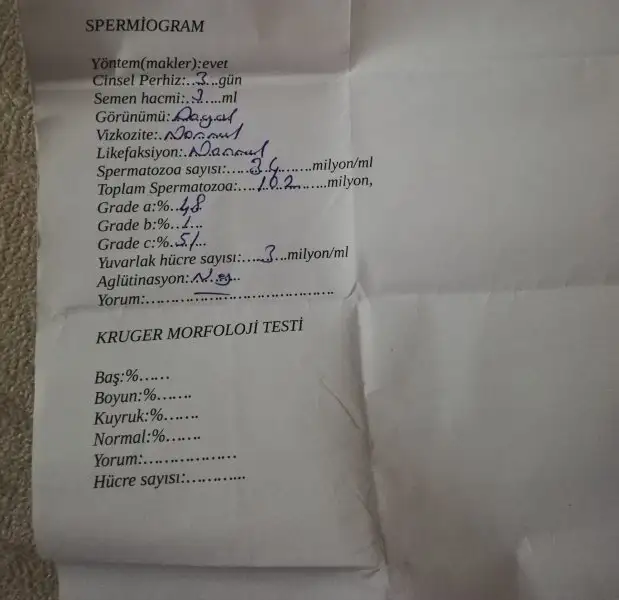 SPERMİOGRAM
Yöntem(makler):evet
Cinsel Perhiz:..3...gün
Semen hacmi:.3....ml
Görünümü:
Vizkozite:.Normal
Likefaksiyon:.Normal
Spermatozoa sayısı:.....34.......milyon/ml
Toplam Spermatozoa:....102......milyon,
Grade a:%..48
Grade b:%..1...
Grade c:%.51...
Yuvarlak hücre sayısı:....3...milyon/ml
Aglütinasyon:.Neg...
Yorum:.......................................
KRUGER MORFOLOJİ TESTİ
Baş:%......
Boyun:%.......
Kuyruk:%.......
Normal:%.......
Yorum:..................
Hücre sayısı:............